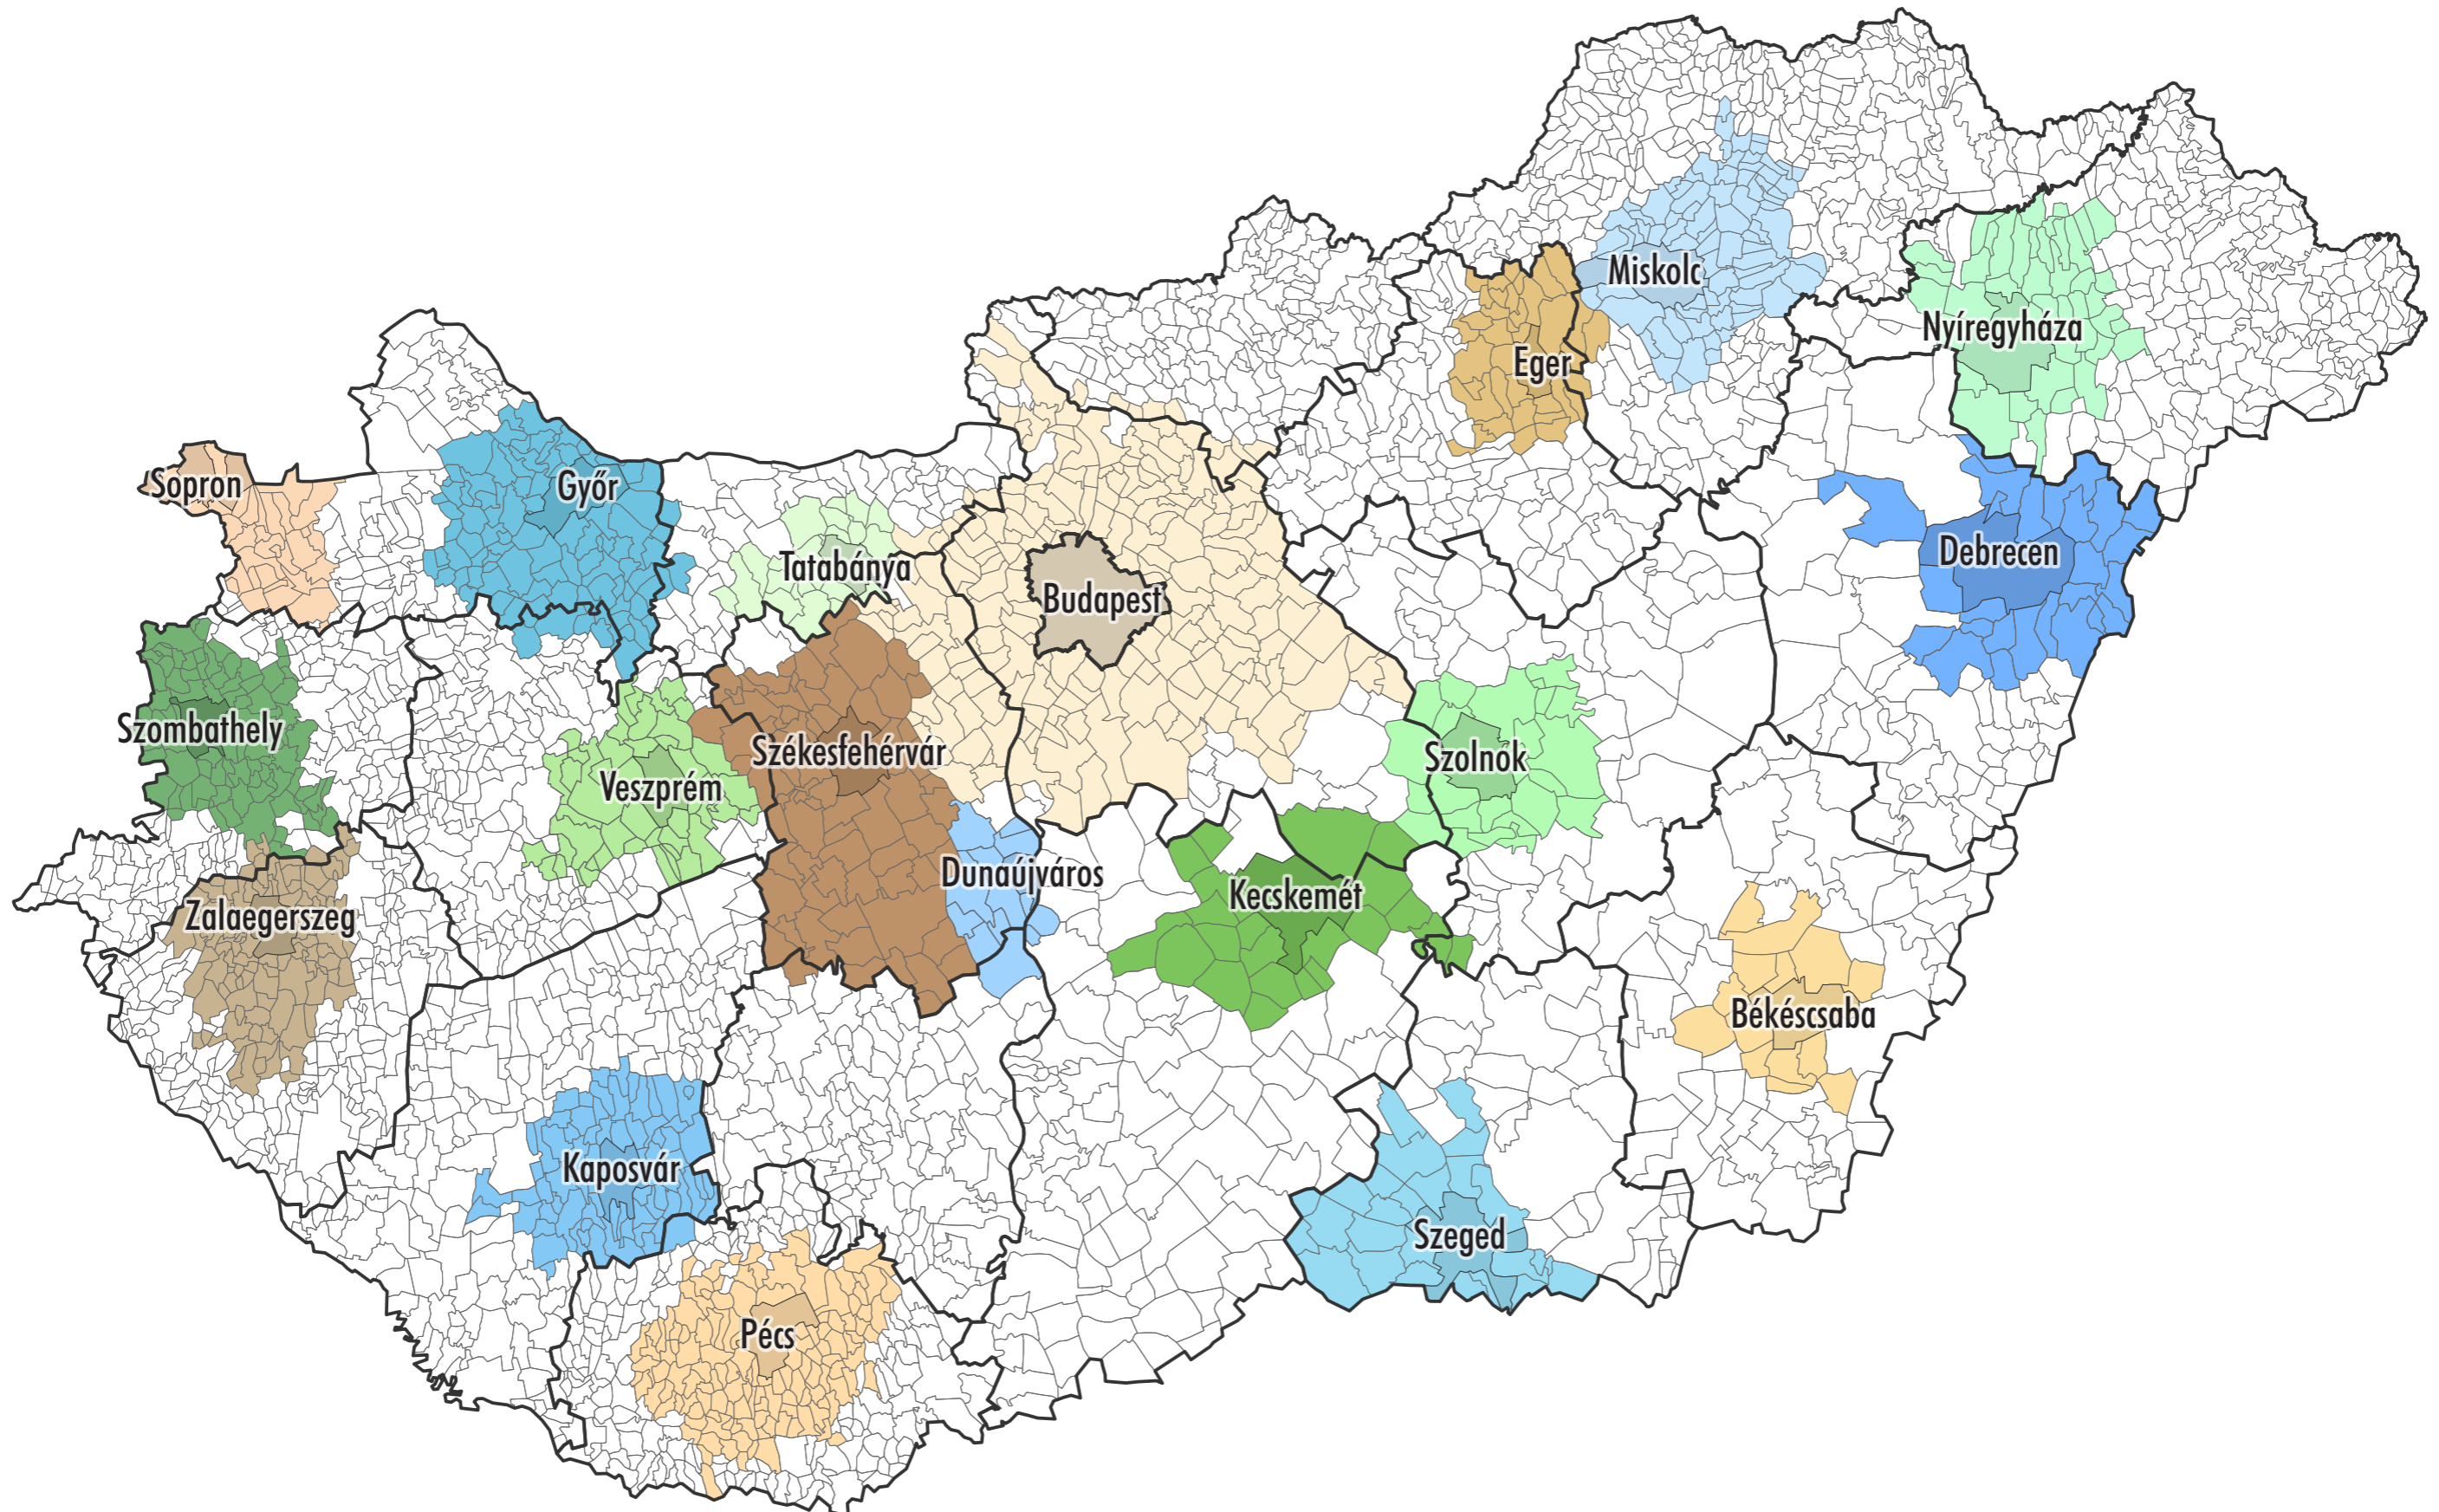 Miskolc
Nyíregyháza
Eger
Sopron
Győr
Debrecen
Tatabánya
Budapest
Szombathely
Székesfehérvár
Szolnok
Veszprém
Dunaújváros
Kecskemét
Zalaegerszeg
Békéscsaba
Kaposvár
Szeged
Pécs